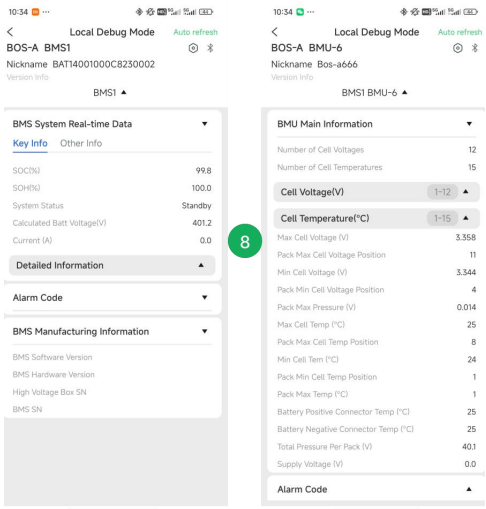 10:34
Local Debug Mode
Auto refresh
BOS-A BMS1
Nickname BAT14001000C8230002
Version Info
BMS1 ▲
BMS System Real-time Data ▼
Key Info Other Info
SOC(%) 99.8
SOH(%) 100.0
System Status Standby
Calculated Batt Voltage(V) 401.2
Current (A) 0.0
Detailed Information ▲
Alarm Code ▼
BMS Manufacturing Information ▼
BMS Software Version
BMS Hardware Version
High Voltage Box SN
BMS SN
8
10:34
Local Debug Mode
Auto refresh
BOS-A BMU-6
Nickname Bos-a666
Version Info
BMS1 BMU-6 ▲
BMU Main Information ▼
Number of Cell Voltages 12
Number of Cell Temperatures 15
Cell Voltage(V) 1-12 ▲
Cell Temperature(°C) 1-15 ▲
Max Cell Voltage (V) 3.358
Pack Max Cell Voltage Position 11
Min Cell Voltage (V) 3.344
Pack Min Cell Voltage Position 4
Pack Max Pressure (V) 0.014
Max Cell Temp (°C) 25
Pack Max Cell Temp Position 8
Min Cell Tem (°C) 24
Pack Min Cell Temp Position 1
Pack Max Temp (°C) 1
Battery Positive Connector Temp (°C) 25
Battery Negative Connector Temp (°C) 25
Total Pressure Per Pack (V) 40.1
Supply Voltage (V) 0.0
Alarm Code ▲